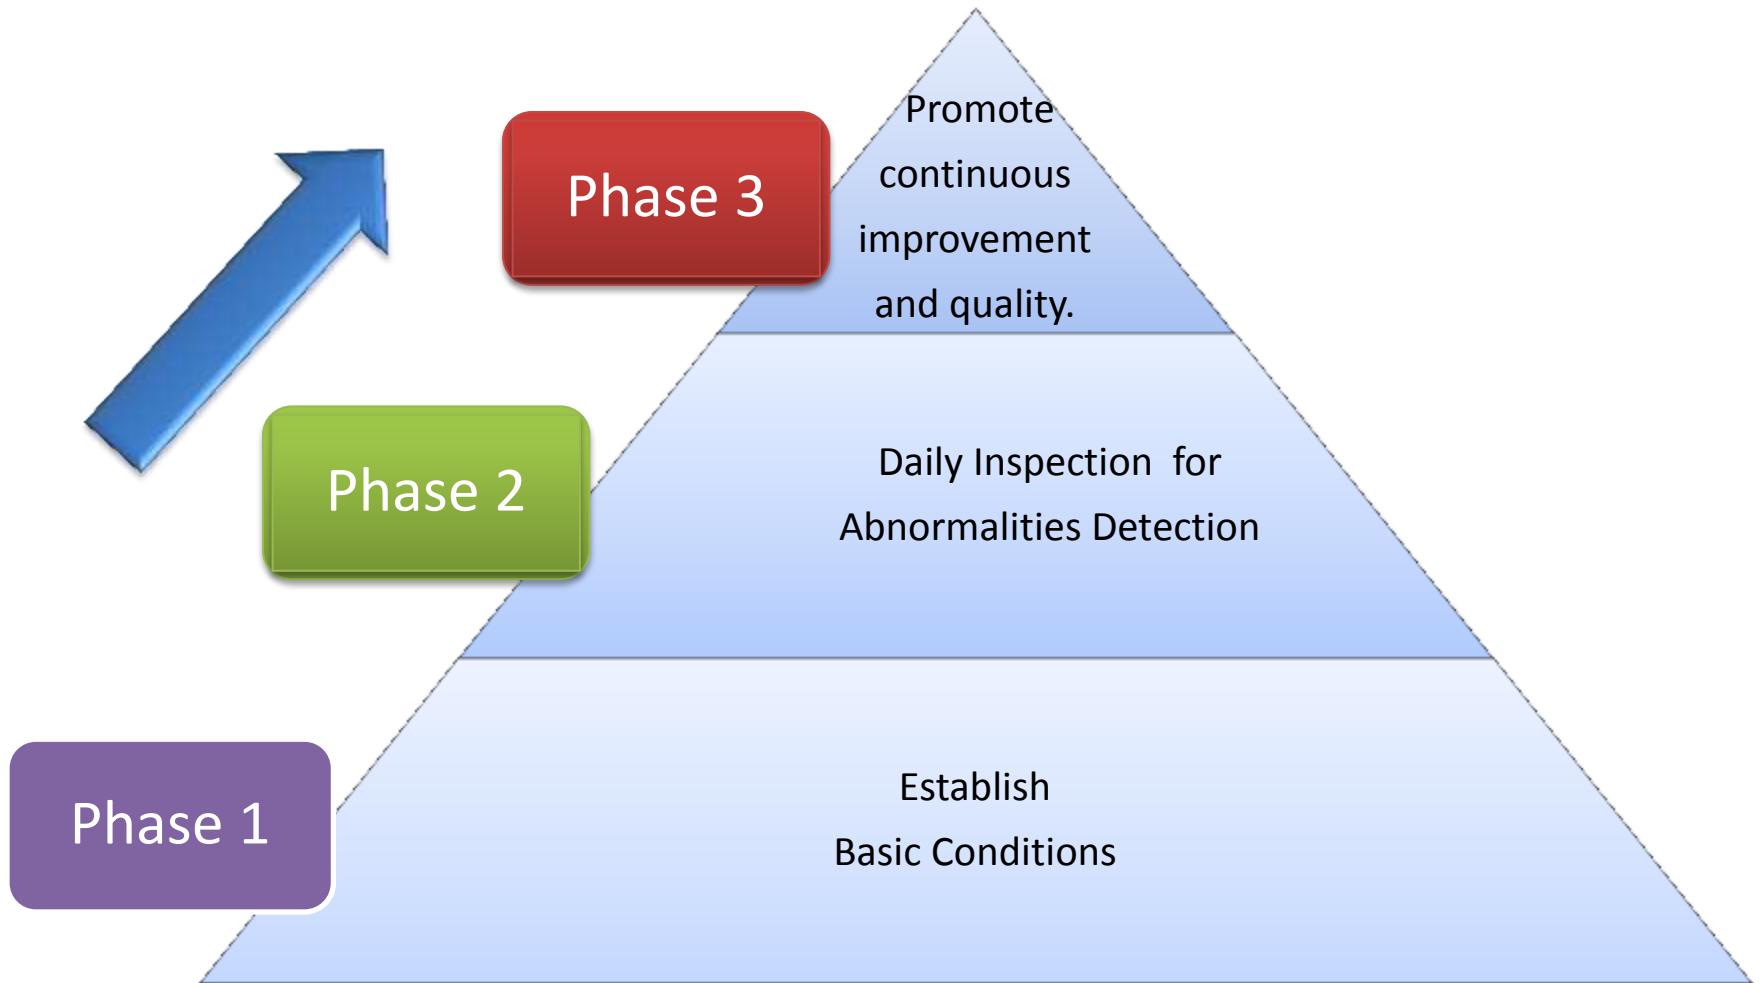 Phase 3
Promote
continuous
improvement
and quality.
Phase 2
Daily Inspection  for
Abnormalities Detection
Phase 1
Establish
Basic Conditions